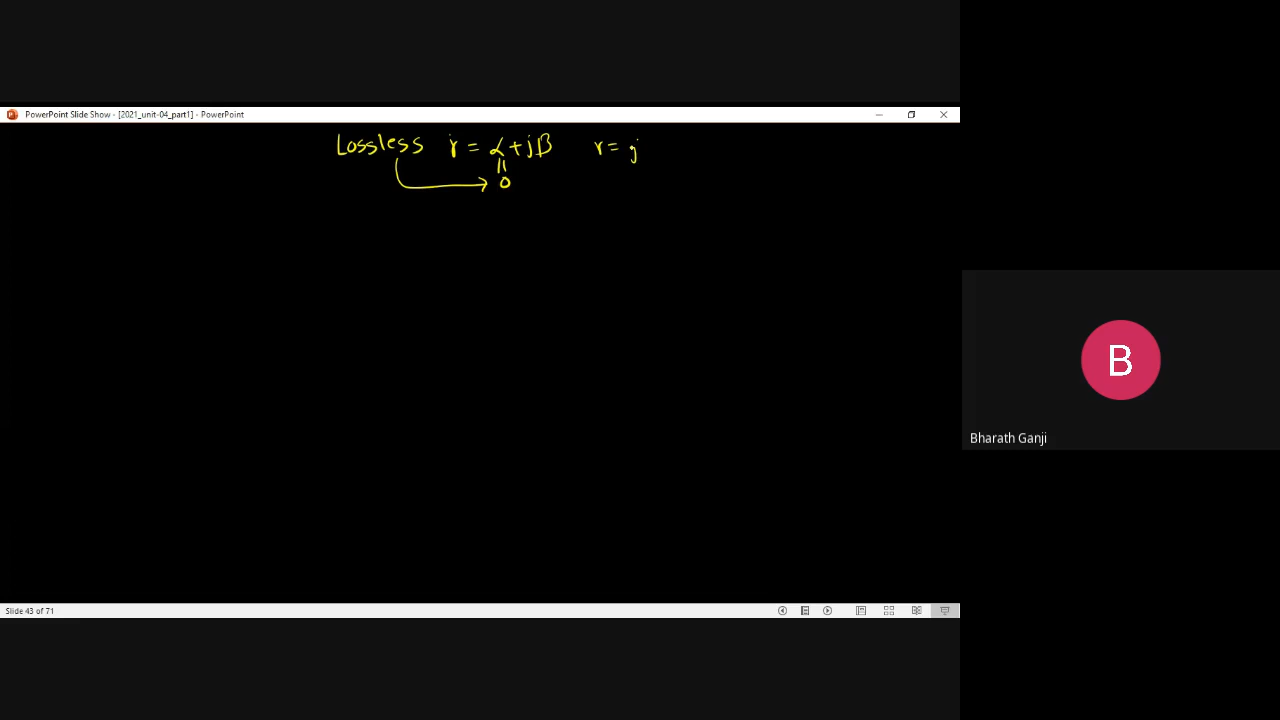 PowerPoint Slide Show - [2021_unit-04_part1] - PowerPoint
Lossless γ = α + jβ γ = j
0
B
Bharath Ganji
Slide 43 of 71